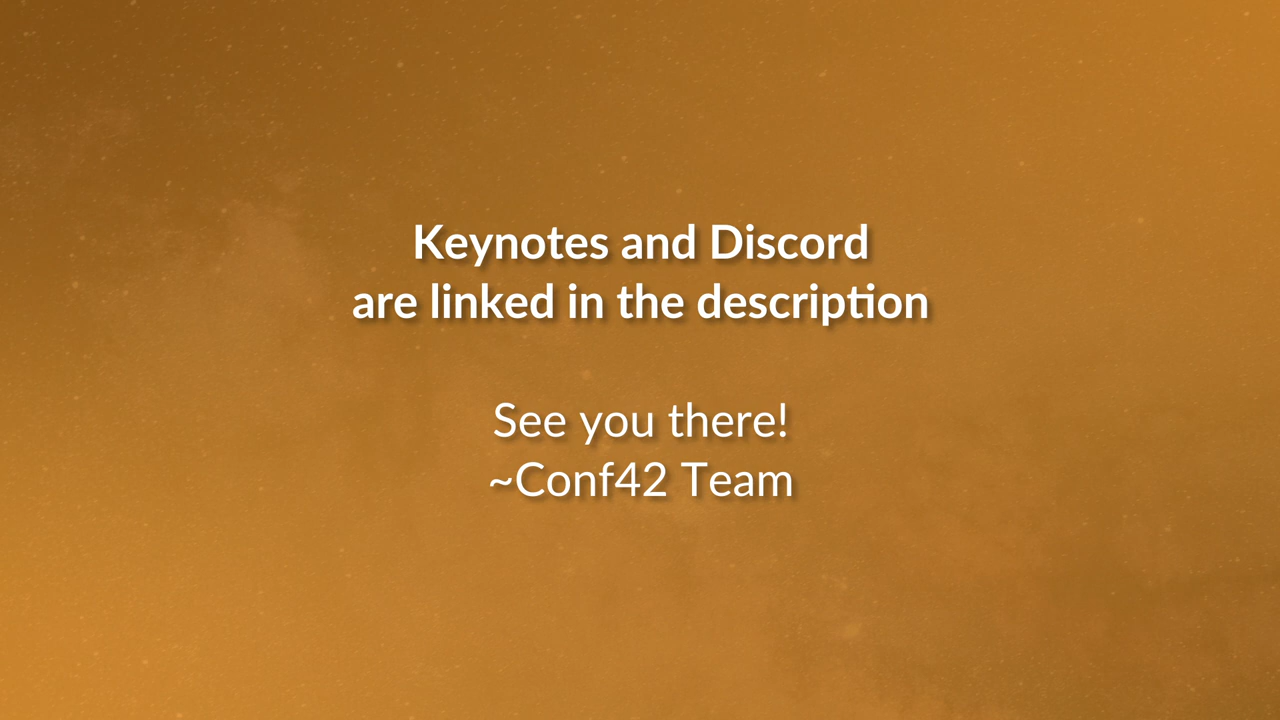 Keynotes and Discord
are linked in the description
See you there!
~Conf42 Team